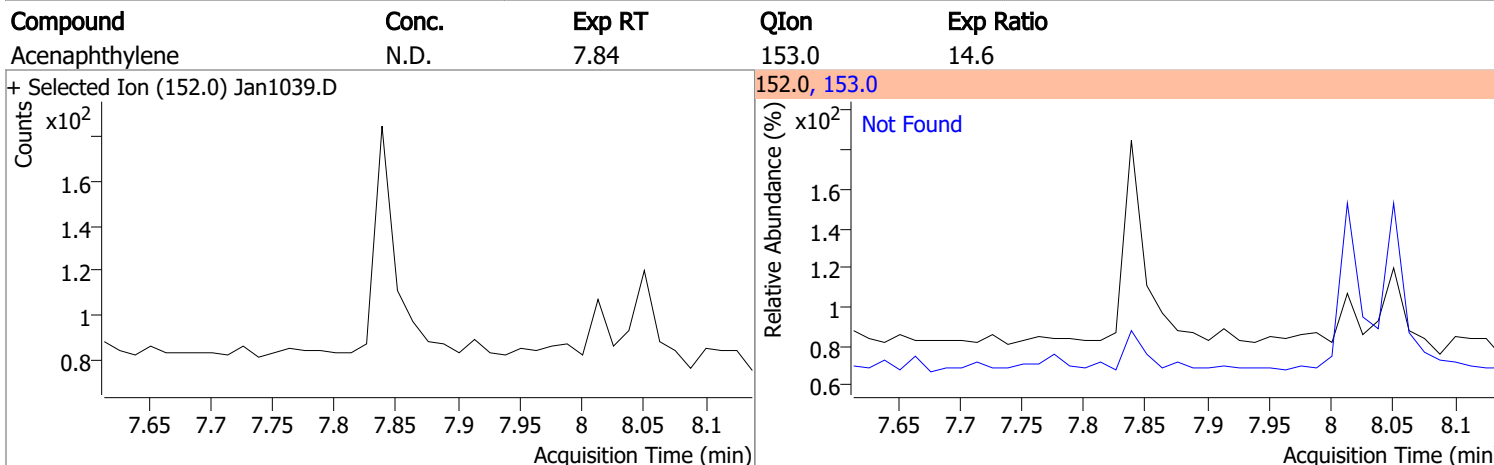 Compound Conc. Exp RT QIon Exp Ratio
Acenaphthylene N.D. 7.84 153.0 14.6
+ Selected Ion (152.0) Jan1039.D
Counts
x10²
1.6
1.4
1.2
1
0.8
7.65 7.7 7.75 7.8 7.85 7.9 7.95 8 8.05 8.1
Acquisition Time (min)
152.0, 153.0
Relative Abundance (%)
x10²
Not Found
1.6
1.4
1.2
1
0.8
0.6
7.65 7.7 7.75 7.8 7.85 7.9 7.95 8 8.05 8.1
Acquisition Time (min